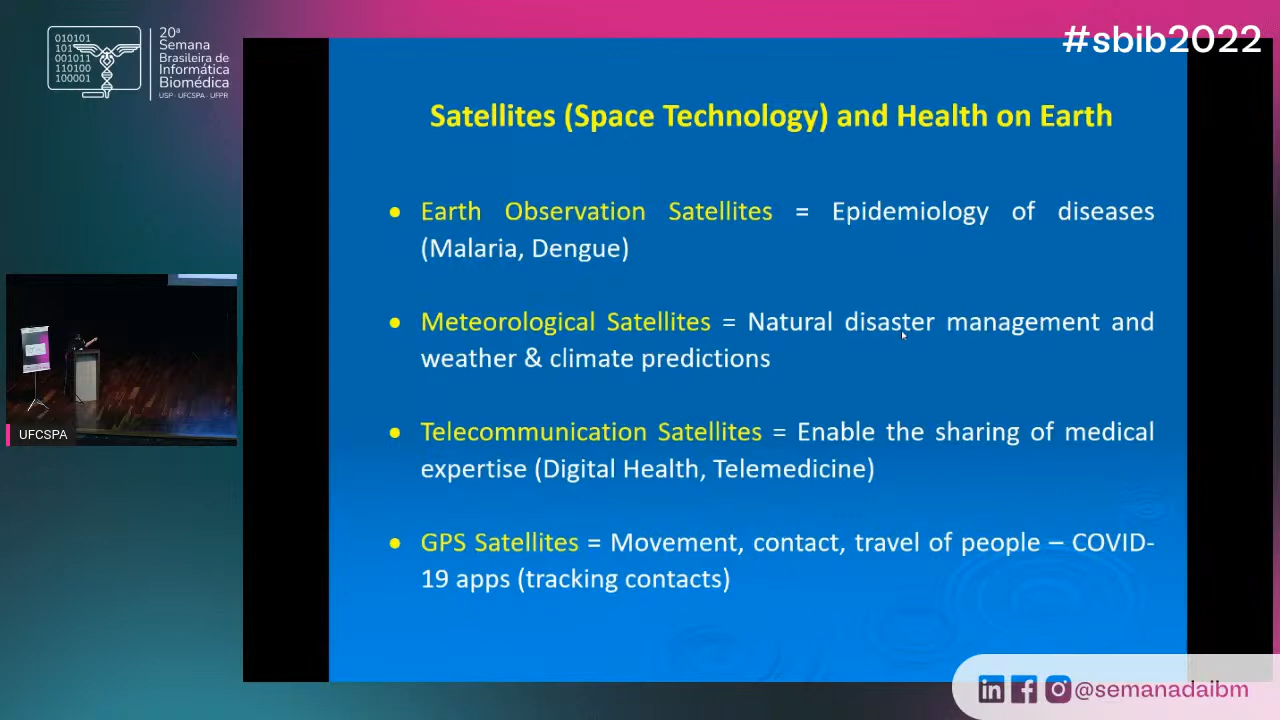 010101
101
001011
110100
100001
20ª
Semana
Brasileira de
Informática
Biomédica
USP · UFCSPA · UFPR
#sbib2022
Satellites (Space Technology) and Health on Earth
• Earth Observation Satellites = Epidemiology of diseases
(Malaria, Dengue)
• Meteorological Satellites = Natural disaster management and
weather & climate predictions
• Telecommunication Satellites = Enable the sharing of medical
expertise (Digital Health, Telemedicine)
• GPS Satellites = Movement, contact, travel of people – COVID-
19 apps (tracking contacts)
UFCSPA
@semanadaibm